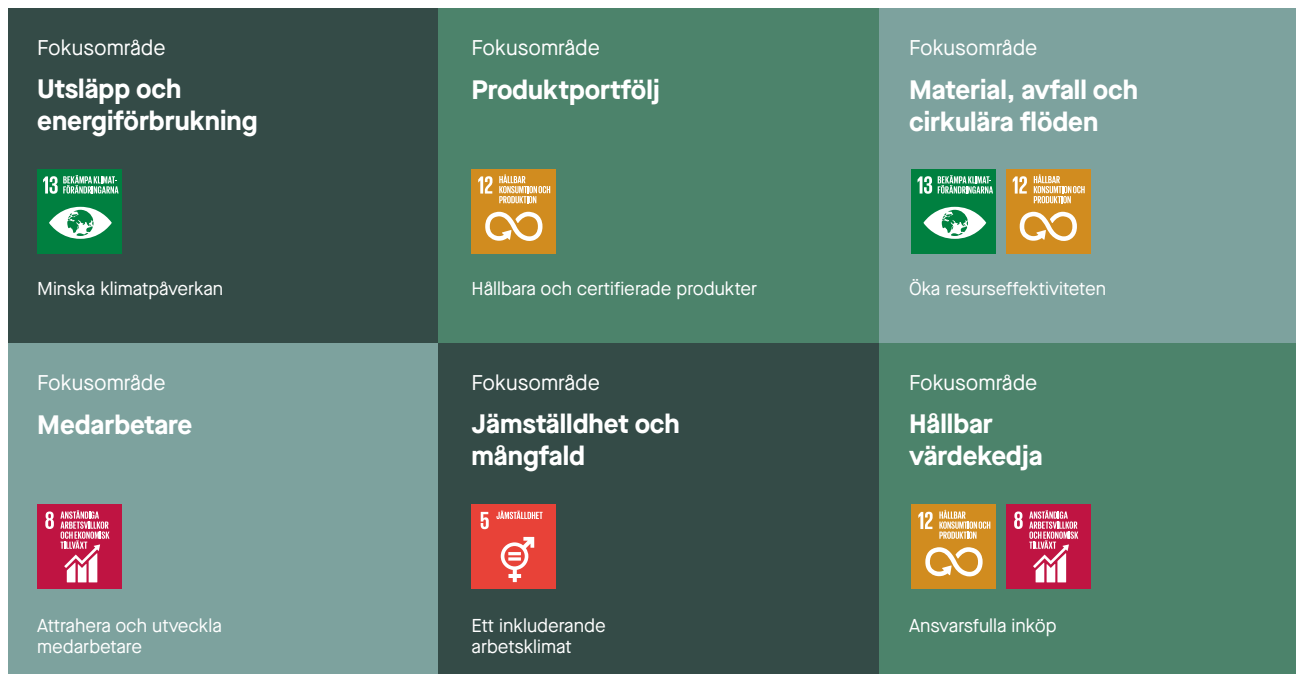 Fokusområde
Utsläpp och
energiförbrukning
13 BEKÄMPA KLIMAT-
FÖRÄNDRINGARNA
Minska klimatpåverkan
Fokusområde
Produktportfölj
12 HÅLLBAR
KONSUMTION OCH
PRODUKTION
Hållbara och certifierade produkter
Fokusområde
Material, avfall och
cirkulära flöden
13 BEKÄMPA KLIMAT-
FÖRÄNDRINGARNA
12 HÅLLBAR
KONSUMTION OCH
PRODUKTION
Öka resurseffektiviteten
Fokusområde
Medarbetare
8 ANSTÄNDIGA
ARBETSVILLKOR
OCH EKONOMISK
TILLVÄXT
Attrahera och utveckla
medarbetare
Fokusområde
Jämställdhet och
mångfald
5 JÄMSTÄLLDHET
Ett inkluderande
arbetsklimat
Fokusområde
Hållbar
värdekedja
12 HÅLLBAR
KONSUMTION OCH
PRODUKTION
8 ANSTÄNDIGA
ARBETSVILLKOR
OCH EKONOMISK
TILLVÄXT
Ansvarsfulla inköp